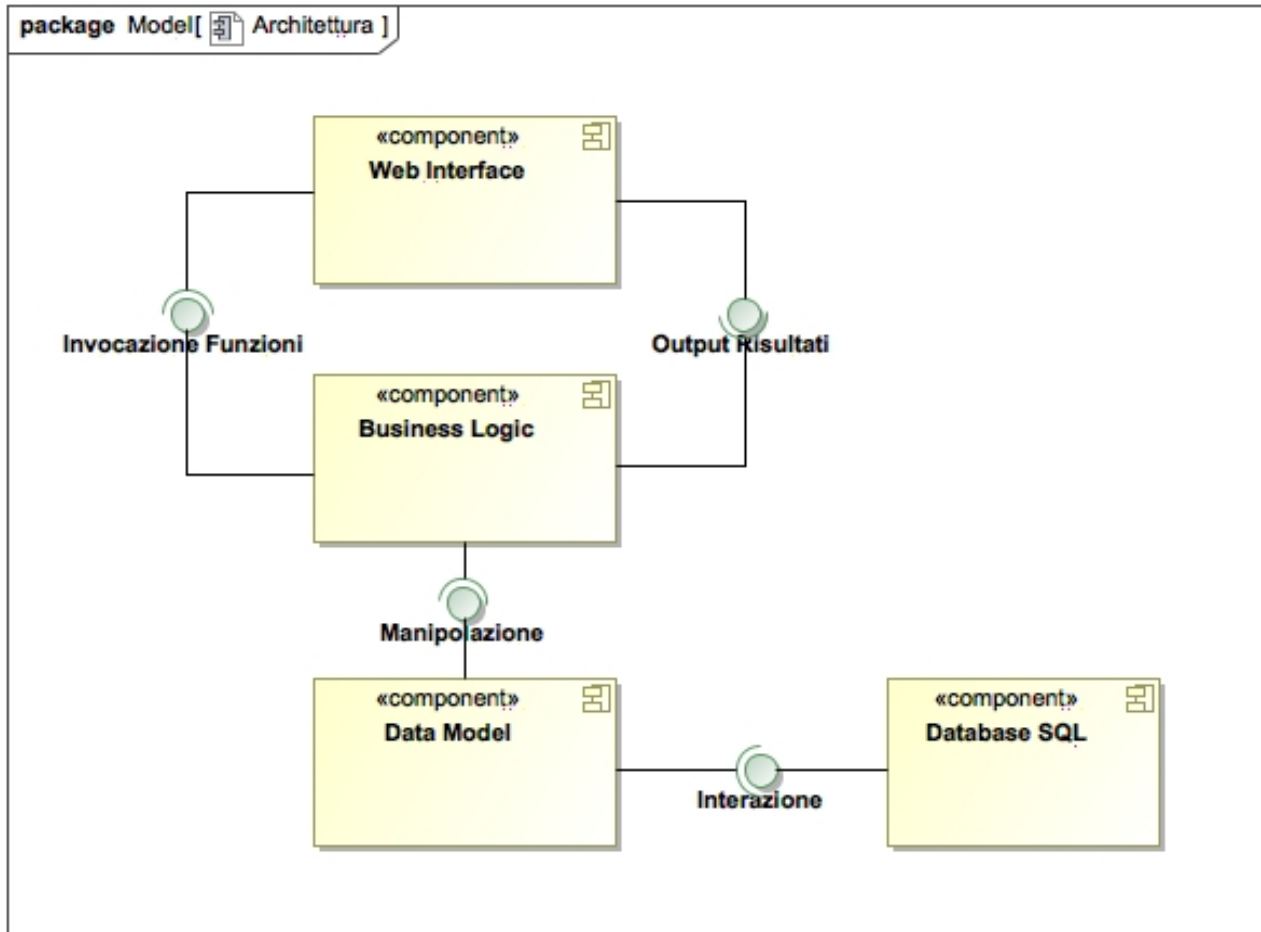 package Model[ Architettura ]
«component»
Web Interface
Invocazione Funzioni
Output Risultati
«component»
Business Logic
Manipolazione
«component»
Data Model
«component»
Database SQL
Interazione